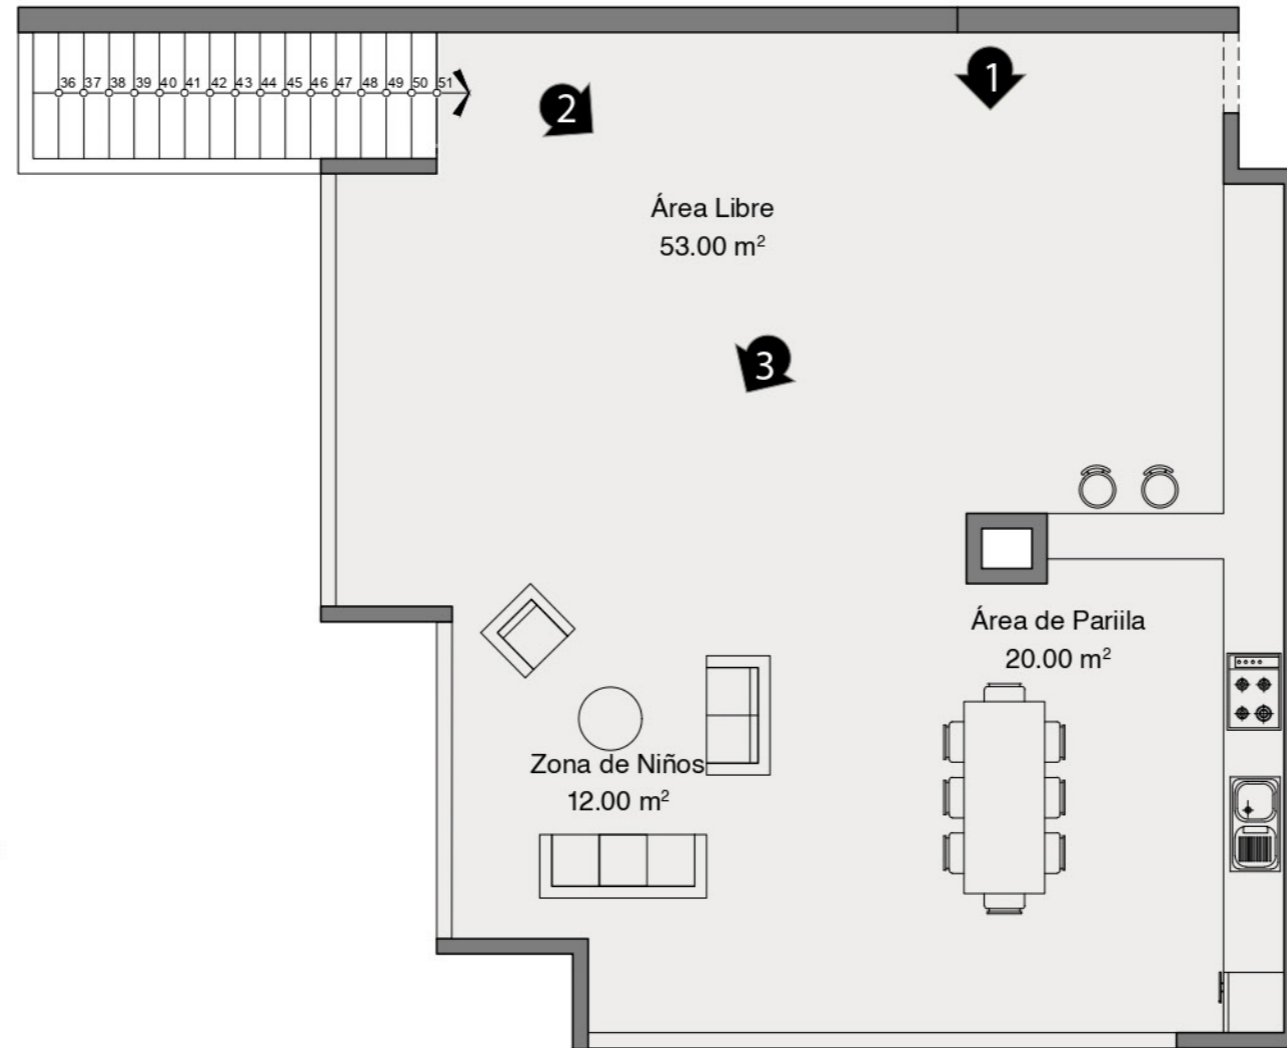 36 37 38 39 40 41 42 43 44 45 46 47 48 49 50 51
2
1
Área Libre
53.00 m²
3
Área de Pariila
20.00 m²
Zona de Niños
12.00 m²